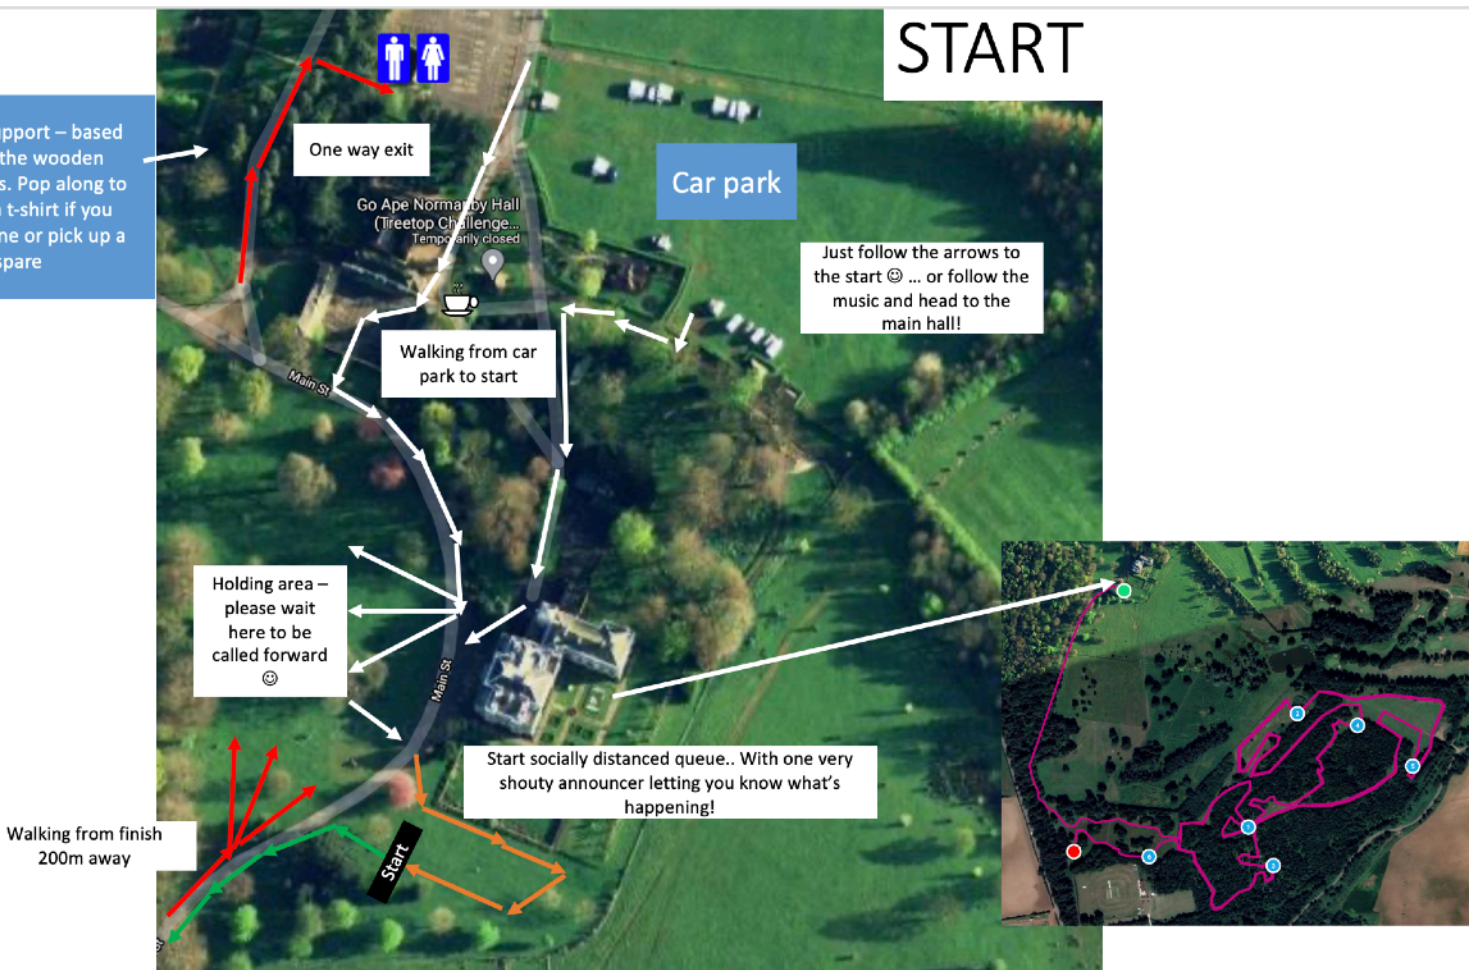 START
upport – based
the wooden
s. Pop along to
t-shirt if you
ne or pick up a
spare
One way exit
Car park
Go Ape Normanby Hall
(Treetop Challenge...
Temporarily closed
Just follow the arrows to
the start ☺ ... or follow the
music and head to the
main hall!
Walking from car
park to start
Main St
Holding area –
please wait
here to be
called forward
☺
Main St
Start socially distanced queue.. With one very
shouty announcer letting you know what's
happening!
Walking from finish
200m away
Start
4
5
6